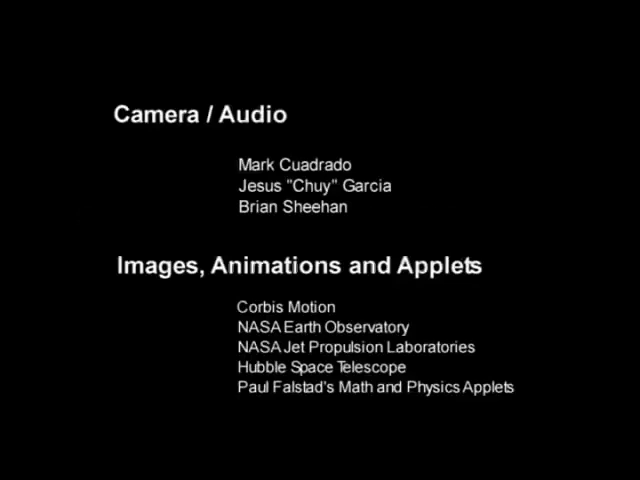 Camera / Audio
Mark Cuadrado
Jesus "Chuy" Garcia
Brian Sheehan
Images, Animations and Applets
Corbis Motion
NASA Earth Observatory
NASA Jet Propulsion Laboratories
Hubble Space Telescope
Paul Falstad's Math and Physics Applets